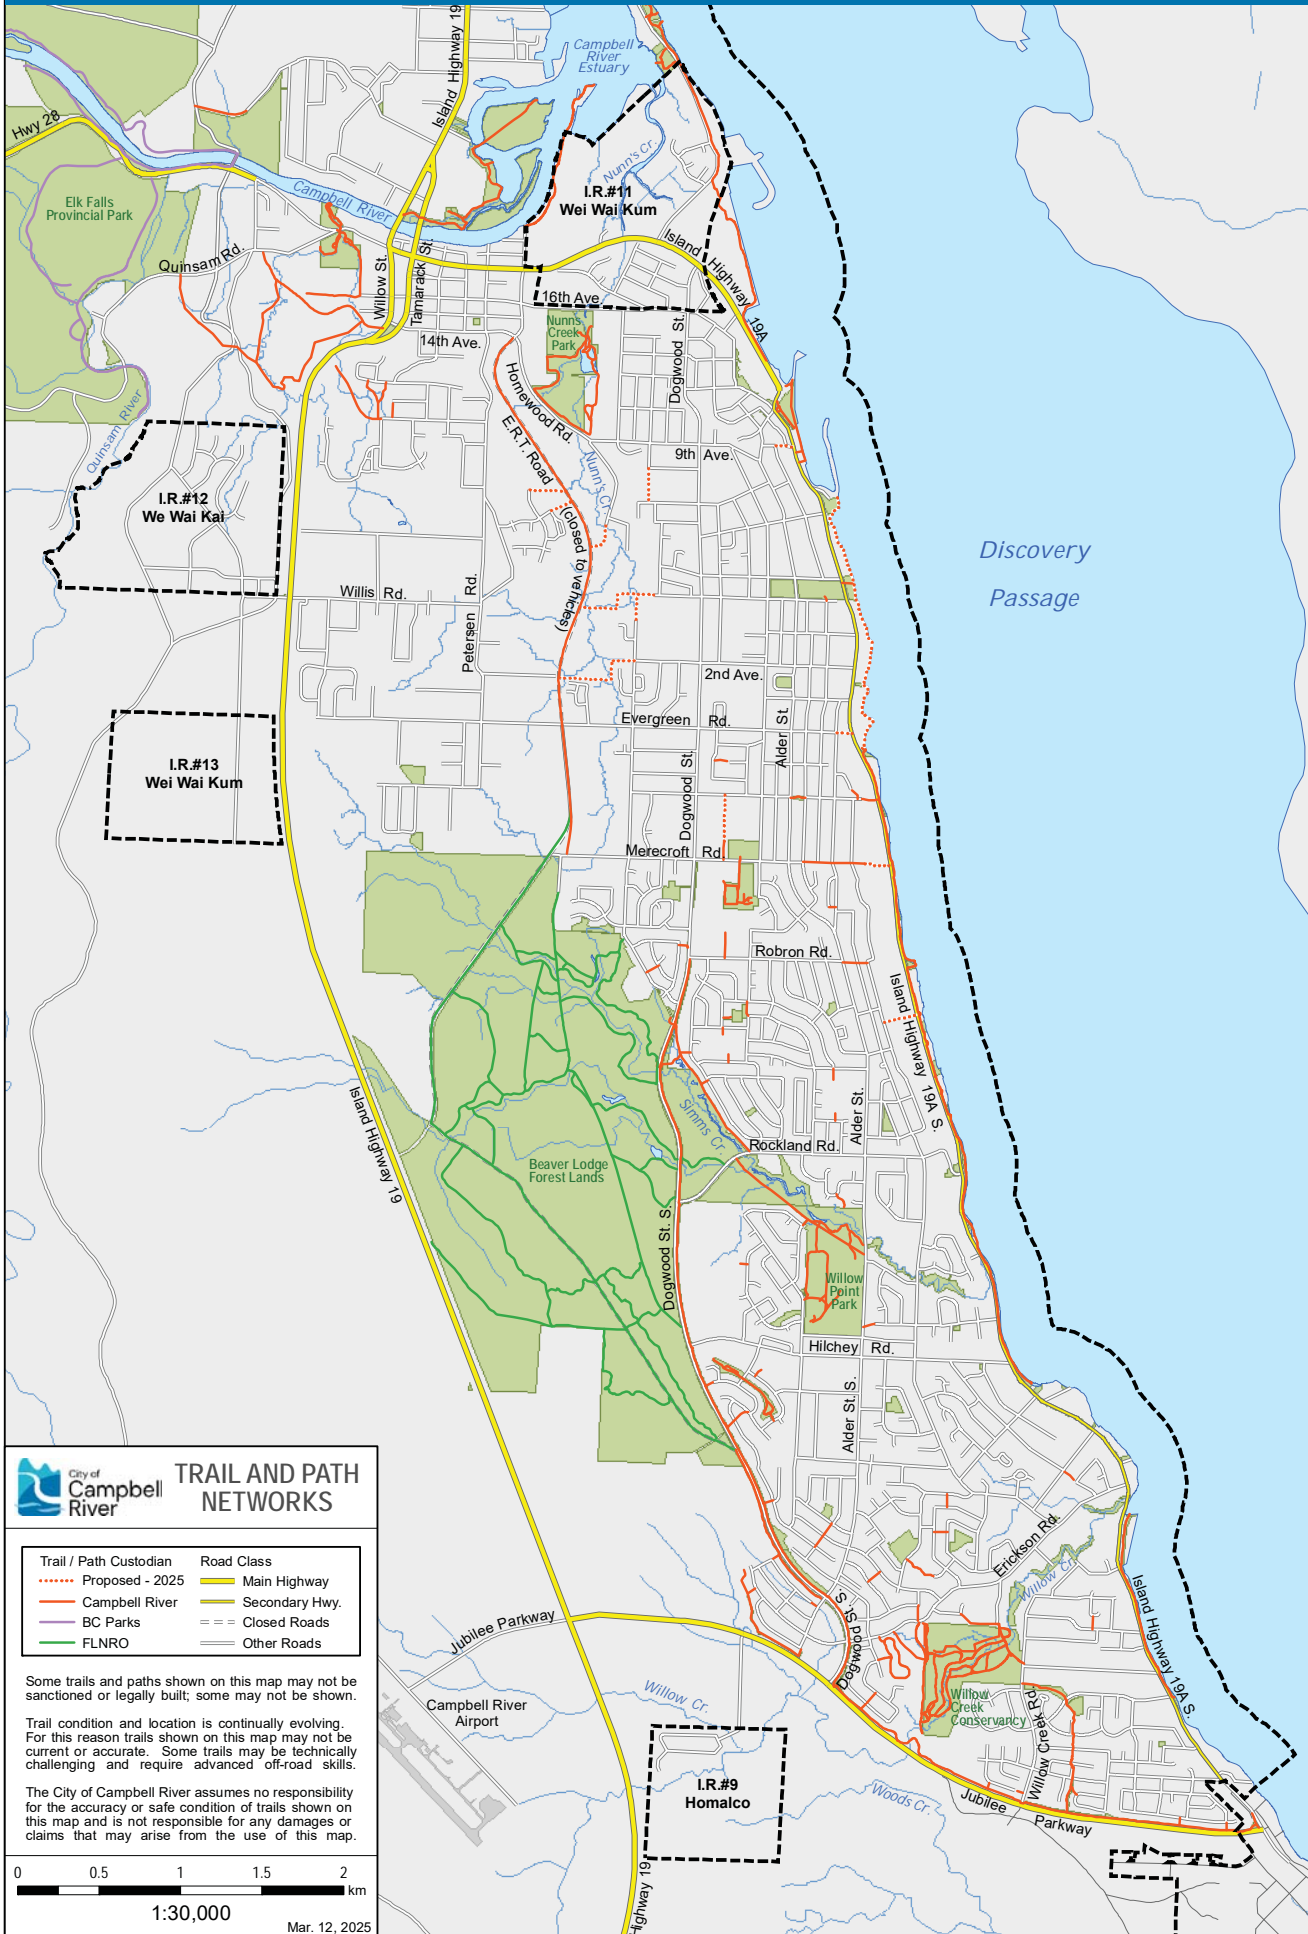 Island Highway 19
Campbell
River
Estuary
Hwy 28
Nunn's Cr.
Elk Falls
Provincial Park
Campbell River
I.R.#11
Wei Wai Kum
Quinsam Rd.
Willow St.
Tamarack St.
Island Highway 19A
16th Ave.
Nunn's
Creek
Park
14th Ave.
Dogwood St.
Homewood Rd.
Quinsam River
E.R.T. Road
(closed to vehicles)
9th Ave.
Nunn's Cr.
I.R.#12
We Wai Kai
Discovery
Passage
Willis Rd.
Petersen Rd.
2nd Ave.
Evergreen Rd.
Alder St.
Dogwood St.
I.R.#13
Wei Wai Kum
Merecroft Rd.
Robron Rd.
Island Highway 19A S.
Island Highway 19
Simms Cr.
Alder St.
Rockland Rd.
Beaver Lodge
Forest Lands
Dogwood St. S.
Willow
Point
Park
Hilchey Rd.
Alder St. S.
Erickson Rd.
Willow Cr.
Island Highway 19A S.
Jubilee Parkway
Dogwood St. S.
Willow Cr.
Campbell River
Airport
Willow
Creek
Conservancy
Willow Creek Rd.
I.R.#9
Homalco
Woods Cr.
Jubilee Parkway
Highway 19
City of
Campbell
River
TRAIL AND PATH
NETWORKS
Trail / Path Custodian Road Class
Proposed - 2025 Main Highway
Campbell River Secondary Hwy.
BC Parks Closed Roads
FLNRO Other Roads
Some trails and paths shown on this map may not be
sanctioned or legally built; some may not be shown.
Trail condition and location is continually evolving.
For this reason trails shown on this map may not be
current or accurate. Some trails may be technically
challenging and require advanced off-road skills.
The City of Campbell River assumes no responsibility
for the accuracy or safe condition of trails shown on
this map and is not responsible for any damages or
claims that may arise from the use of this map.
0 0.5 1 1.5 2
km
1:30,000
Mar. 12, 2025